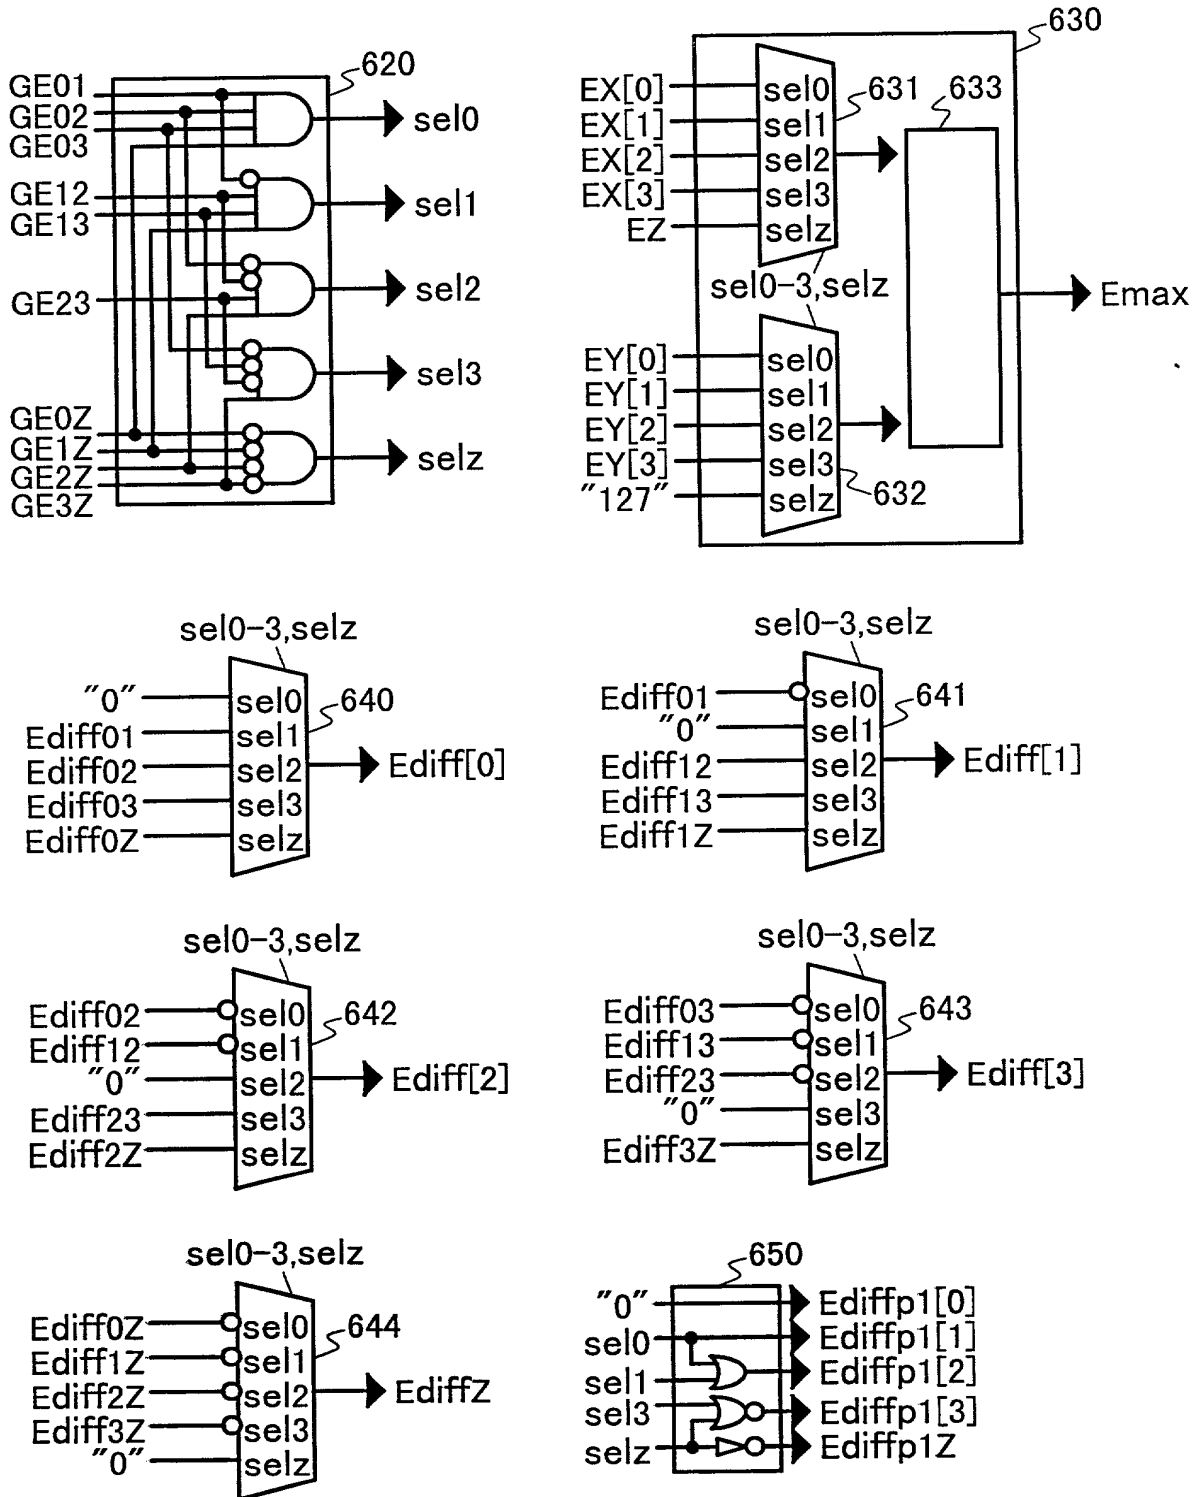 620
GE01
GE02
GE03
GE12
GE13
GE23
GE0Z
GE1Z
GE2Z
GE3Z
sel0
sel1
sel2
sel3
selz
630
EX[0]
EX[1]
EX[2]
EX[3]
EZ
sel0
sel1
sel2
sel3
selz
631
633
sel0-3,selz
Emax
EY[0]
EY[1]
EY[2]
EY[3]
"127"
sel0
sel1
sel2
sel3
selz
632
sel0-3,selz
"0"
Ediff01
Ediff02
Ediff03
Ediff0Z
sel0
sel1
sel2
sel3
selz
640
Ediff[0]
sel0-3,selz
Ediff01
"0"
Ediff12
Ediff13
Ediff1Z
sel0
sel1
sel2
sel3
selz
641
Ediff[1]
sel0-3,selz
Ediff02
Ediff12
"0"
Ediff23
Ediff2Z
sel0
sel1
sel2
sel3
selz
642
Ediff[2]
sel0-3,selz
Ediff03
Ediff13
Ediff23
"0"
Ediff3Z
sel0
sel1
sel2
sel3
selz
643
Ediff[3]
sel0-3,selz
Ediff0Z
Ediff1Z
Ediff2Z
Ediff3Z
"0"
sel0
sel1
sel2
sel3
selz
644
EdiffZ
650
"0"
sel0
sel1
sel3
selz
Ediffp1[0]
Ediffp1[1]
Ediffp1[2]
Ediffp1[3]
Ediffp1Z